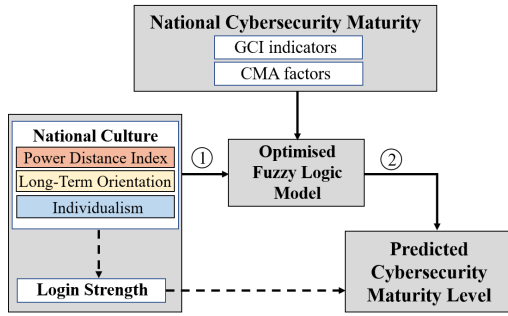 National Cybersecurity Maturity
GCI indicators
CMA factors
National Culture
Power Distance Index
Long-Term Orientation
Individualism
①
Optimised
Fuzzy Logic
Model
②
Login Strength
Predicted
Cybersecurity
Maturity Level